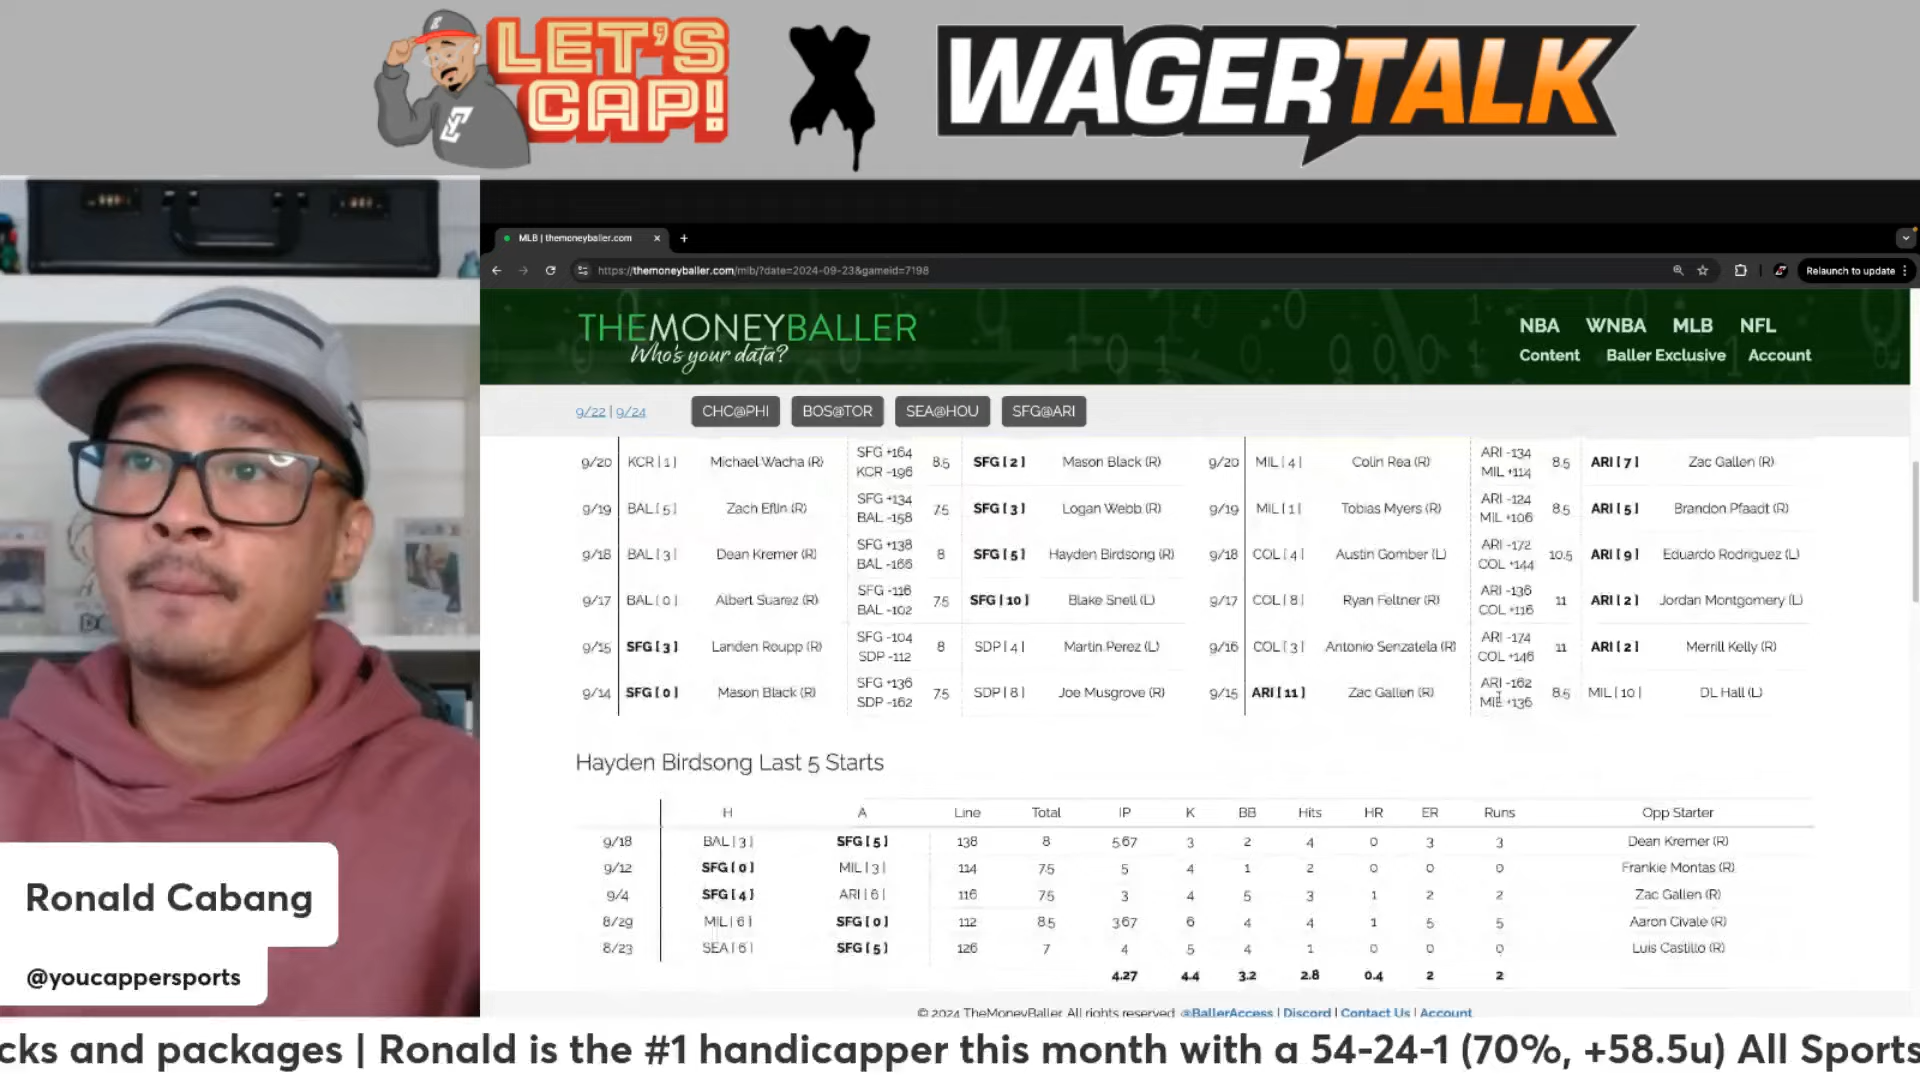 LET'S CAP!
WAGERTALK
MLB | themoneyballer.com
https://themoneyballer.com/mlb/?date=2024-09-23&gameid=7198
Relaunch to update
THEMONEYBALLER
Who's your data?
NBA WNBA MLB NFL
Content Baller Exclusive Account
9/22 | 9/24 CHC@PHI BOS@TOR SEA@HOU SFG@ARI
9/20 KCR [ 1 ] Michael Wacha (R) SFG +164 KCR -196 8.5 SFG [ 2 ] Mason Black (R) 9/20 MIL [ 4 ] Colin Rea (R) ARI -134 MIL +114 8.5 ARI [ 7 ] Zac Gallen (R)
9/19 BAL [ 5 ] Zach Eflin (R) SFG +134 BAL -158 7.5 SFG [ 3 ] Logan Webb (R) 9/19 MIL [ 1 ] Tobias Myers (R) ARI -124 MIL +106 8.5 ARI [ 5 ] Brandon Pfaadt (R)
9/18 BAL [ 3 ] Dean Kremer (R) SFG +138 BAL -166 8 SFG [ 5 ] Hayden Birdsong (R) 9/18 COL [ 4 ] Austin Gomber (L) ARI -172 COL +144 10.5 ARI [ 9 ] Eduardo Rodriguez (L)
9/17 BAL [ 0 ] Albert Suarez (R) SFG -116 BAL -102 7.5 SFG [ 10 ] Blake Snell (L) 9/17 COL [ 8 ] Ryan Feltner (R) ARI -136 COL +116 11 ARI [ 2 ] Jordan Montgomery (L)
9/15 SFG [ 3 ] Landen Roupp (R) SFG -104 SDP -112 8 SDP [ 4 ] Martin Perez (L) 9/16 COL [ 3 ] Antonio Senzatela (R) ARI -174 COL +146 11 ARI [ 2 ] Merrill Kelly (R)
9/14 SFG [ 0 ] Mason Black (R) SFG +136 SDP -162 7.5 SDP [ 8 ] Joe Musgrove (R) 9/15 ARI [ 11 ] Zac Gallen (R) ARI -162 MIL +136 8.5 MIL [ 10 ] DL Hall (L)
Hayden Birdsong Last 5 Starts
H A Line Total IP K BB Hits HR ER Runs Opp Starter
9/18 BAL [ 3 ] SFG [ 5 ] 138 8 5.67 3 2 4 0 3 3 Dean Kremer (R)
9/12 SFG [ 0 ] MIL [ 3 ] 114 7.5 5 4 1 2 0 0 0 Frankie Montas (R)
9/4 SFG [ 4 ] ARI [ 6 ] 116 7.5 3 4 5 3 1 2 2 Zac Gallen (R)
8/29 MIL [ 6 ] SFG [ 0 ] 112 8.5 3.67 6 4 4 1 5 5 Aaron Civale (R)
8/23 SEA [ 6 ] SFG [ 5 ] 126 7 4 5 4 1 0 0 0 Luis Castillo (R)
4.27 4.4 3.2 2.8 0.4 2 2
© 2024 TheMoneyBaller. All rights reserved. @BallerAccess | Discord | Contact Us | Account
Ronald Cabang
@youcappersports
cks and packages | Ronald is the #1 handicapper this month with a 54-24-1 (70%, +58.5u) All Sports